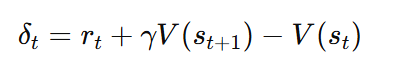 δₜ = rₜ + γV(sₜ₊₁) − V(sₜ)